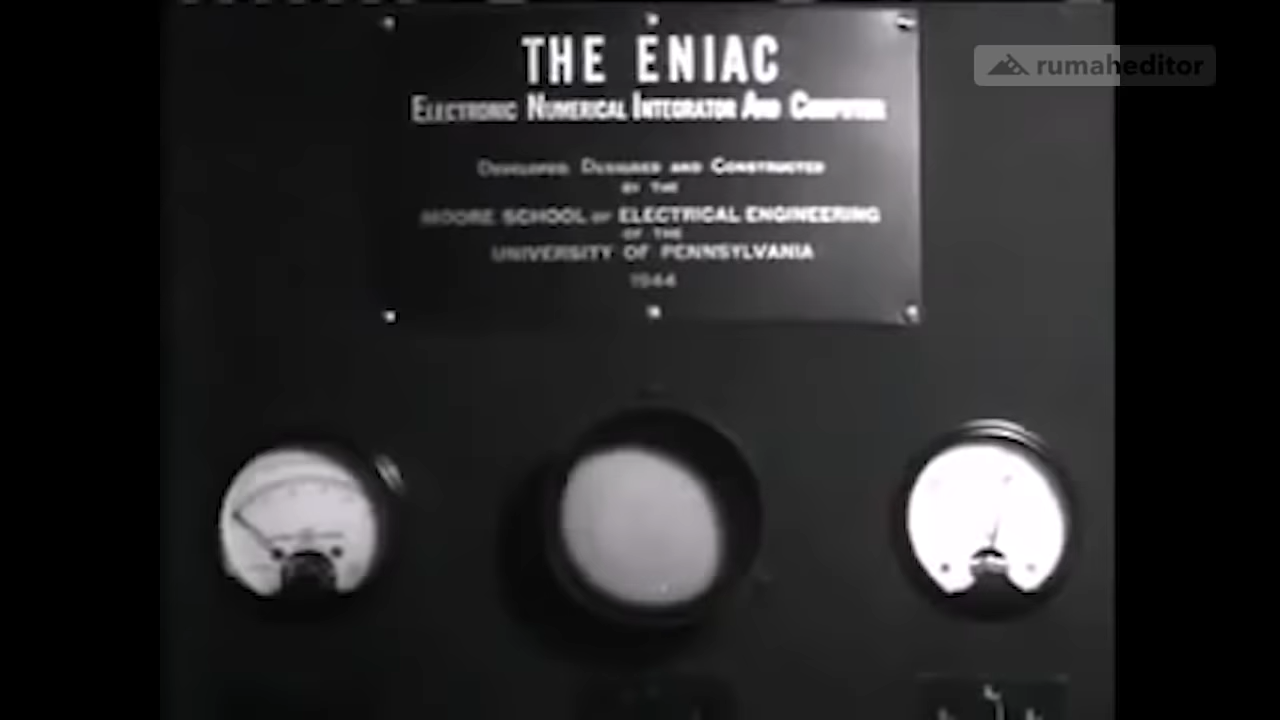 THE ENIAC
rumaheditor
ELECTRONIC NUMERICAL INTEGRATOR AND COMPUTER
DEVELOPED, DESIGNED AND CONSTRUCTED
BY THE
MOORE SCHOOL OF ELECTRICAL ENGINEERING
OF THE
UNIVERSITY OF PENNSYLVANIA
1944